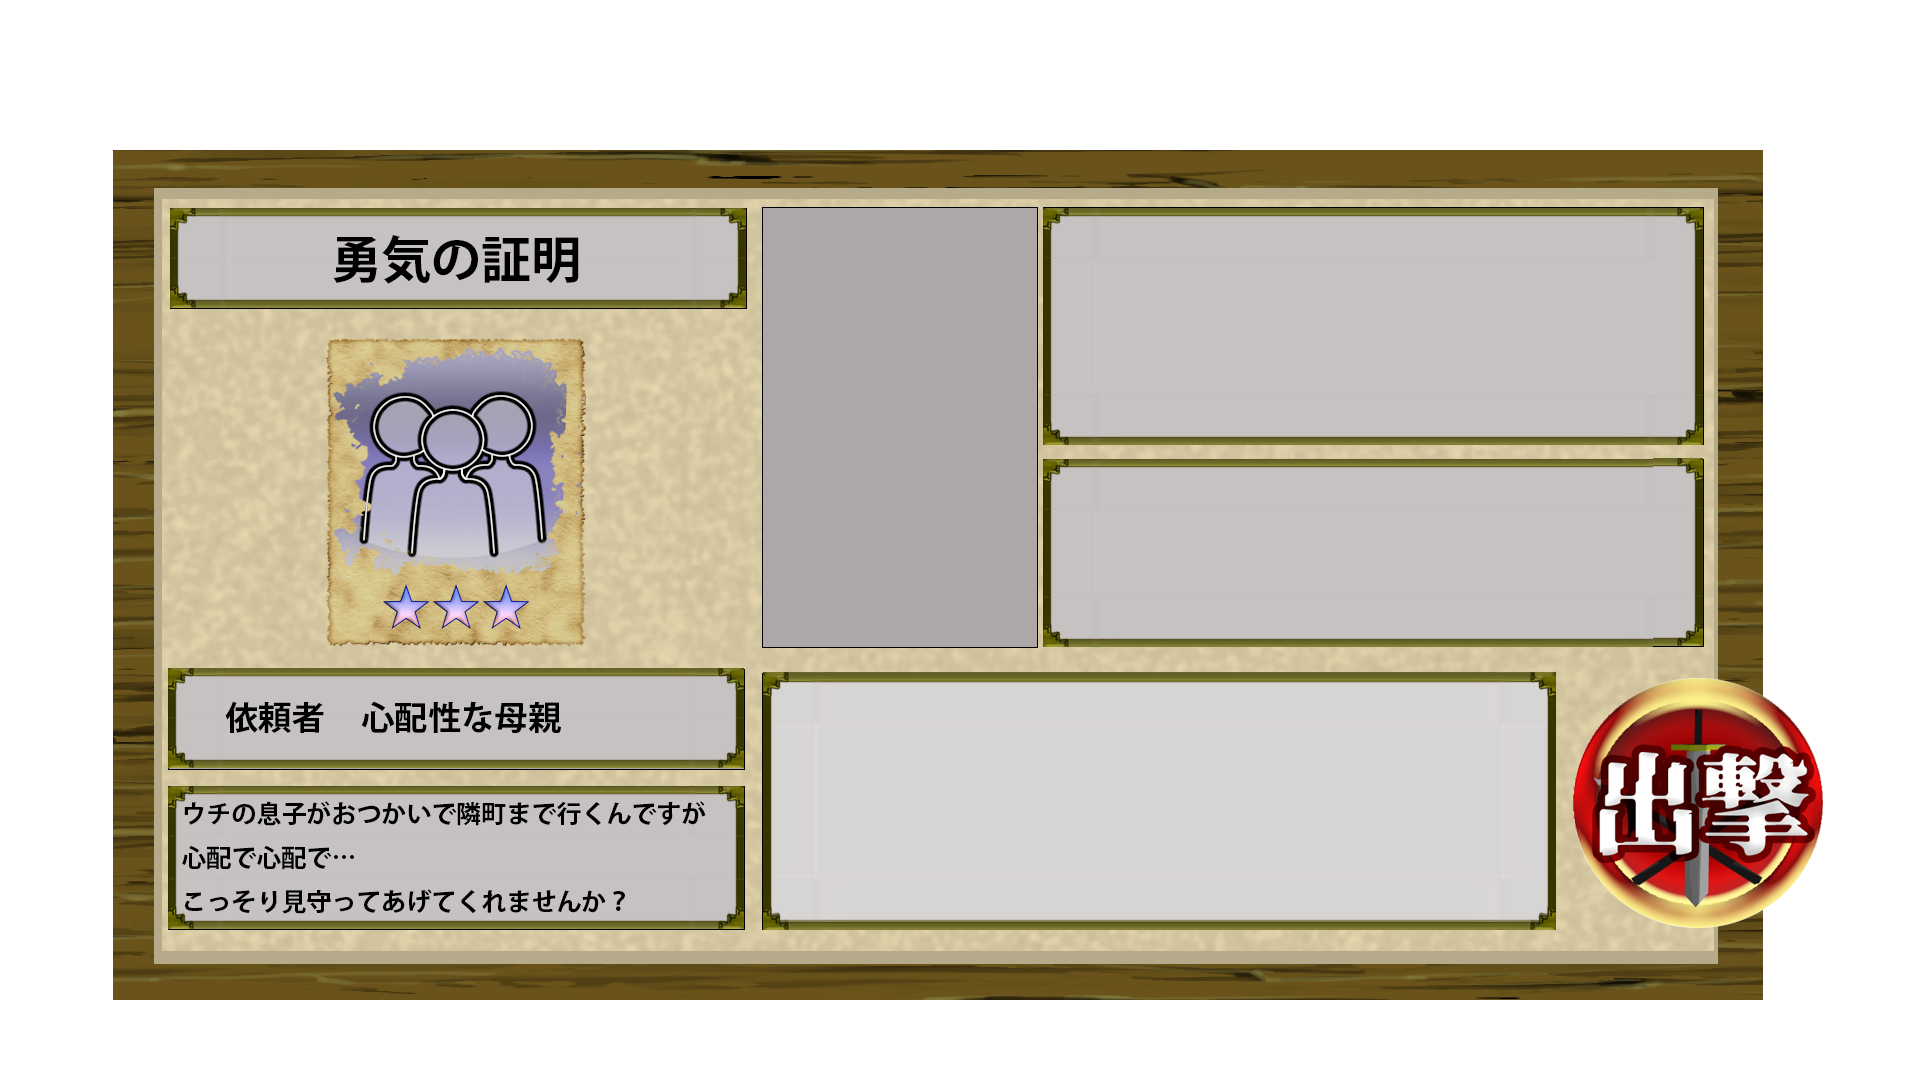 勇気の証明
依頼者　心配性な母親
ウチの息子がおつかいで隣町まで行くんですが
心配で心配で…
こっそり見守ってあげてくれませんか？
出撃